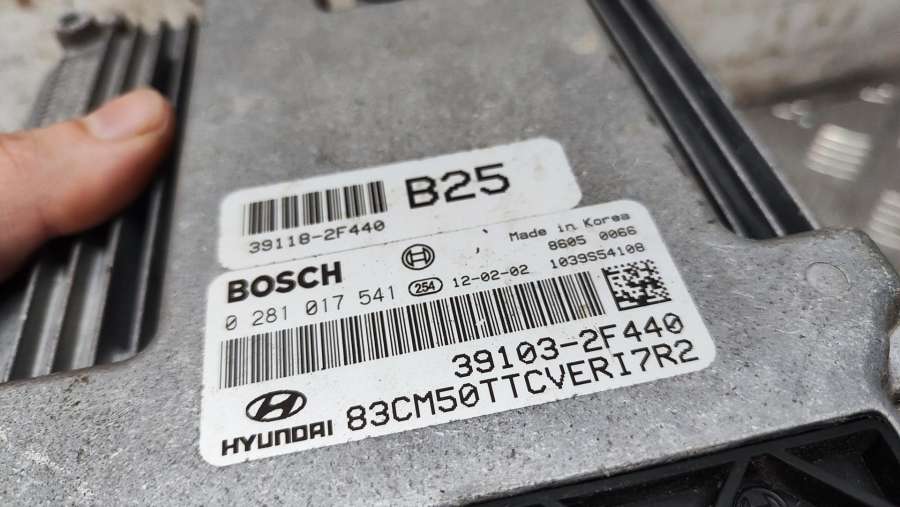 B25
39118-2F440
BOSCH
Made in Korea
8605 0066
0 281 017 541 254 12-02-02 1039S54108
39103-2F440
HYUNDAI 83CM50TTCVERI7R2